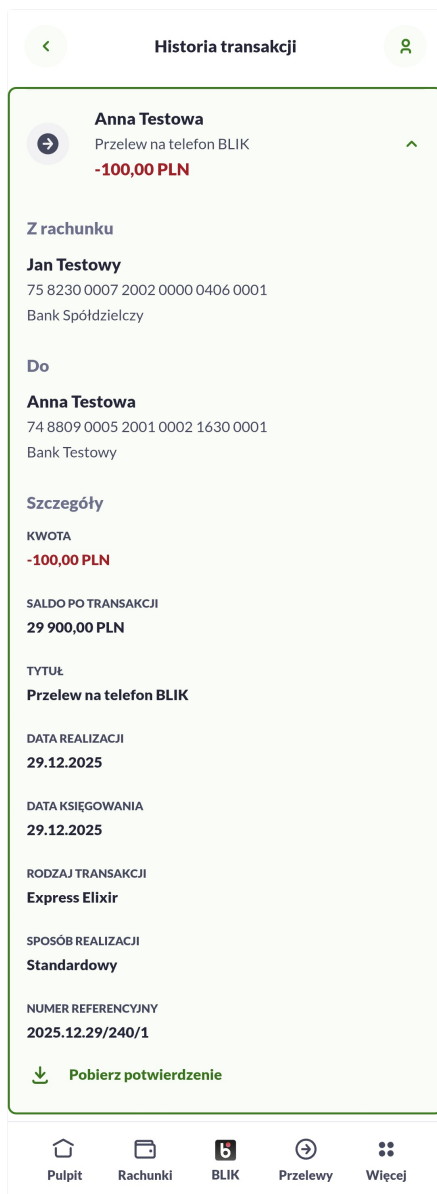 Historia transakcji
Anna Testowa
Przelew na telefon BLIK
-100,00 PLN
Z rachunku
Jan Testowy
75 8230 0007 2002 0000 0406 0001
Bank Spółdzielczy
Do
Anna Testowa
74 8809 0005 2001 0002 1630 0001
Bank Testowy
Szczegóły
KWOTA
-100,00 PLN
SALDO PO TRANSAKCJI
29 900,00 PLN
TYTUŁ
Przelew na telefon BLIK
DATA REALIZACJI
29.12.2025
DATA KSIĘGOWANIA
29.12.2025
RODZAJ TRANSAKCJI
Express Elixir
SPOSÓB REALIZACJI
Standardowy
NUMER REFERENCYJNY
2025.12.29/240/1
Pobierz potwierdzenie
Pulpit Rachunki BLIK Przelewy Więcej